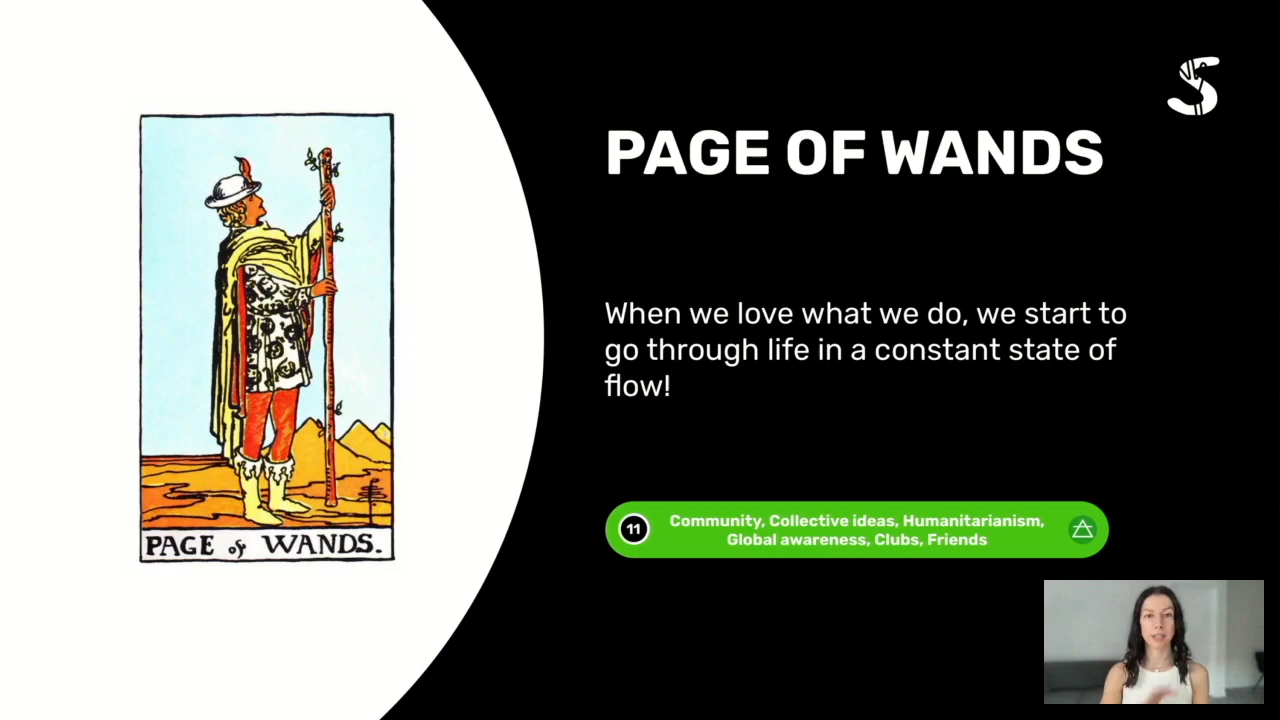 PAGE OF WANDS
When we love what we do, we start to
go through life in a constant state of
flow!
11
Community, Collective ideas, Humanitarianism,
Global awareness, Clubs, Friends
PAGE of WANDS.
S